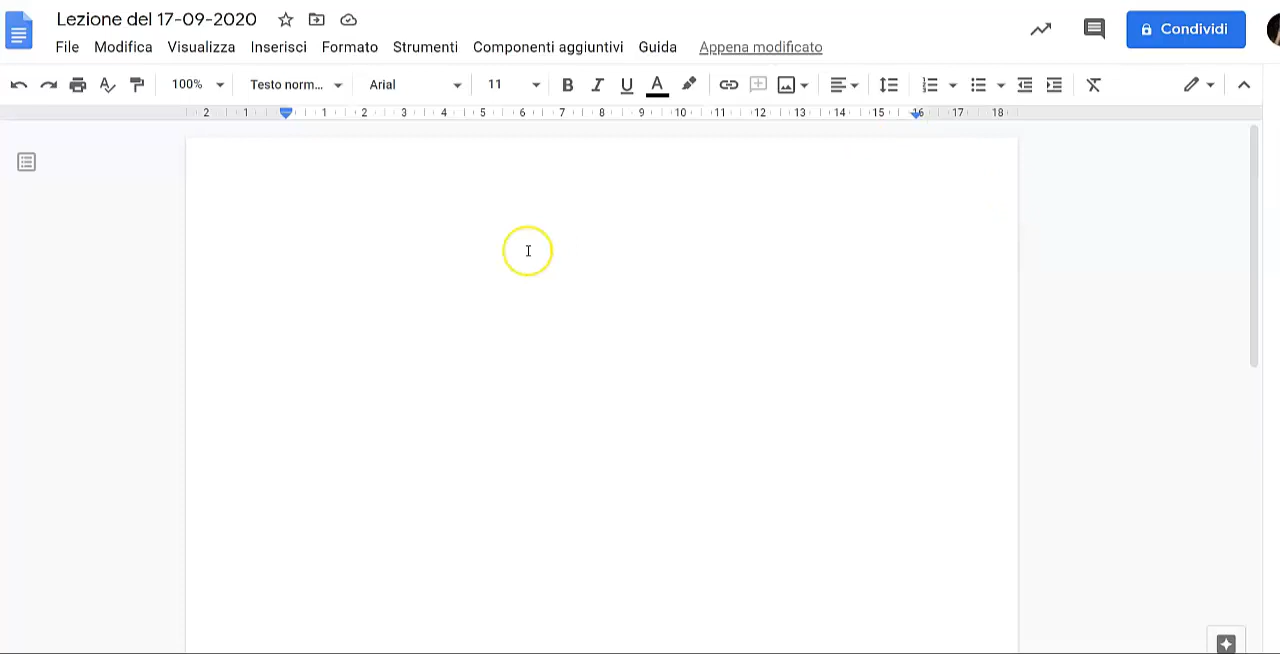 Lezione del 17-09-2020
File Modifica Visualizza Inserisci Formato Strumenti Componenti aggiuntivi Guida Appena modificato
Condividi
100% Testo norm... Arial 11 B I U A
2 1 1 2 3 4 5 6 7 8 9 10 11 12 13 14 15 16 17 18